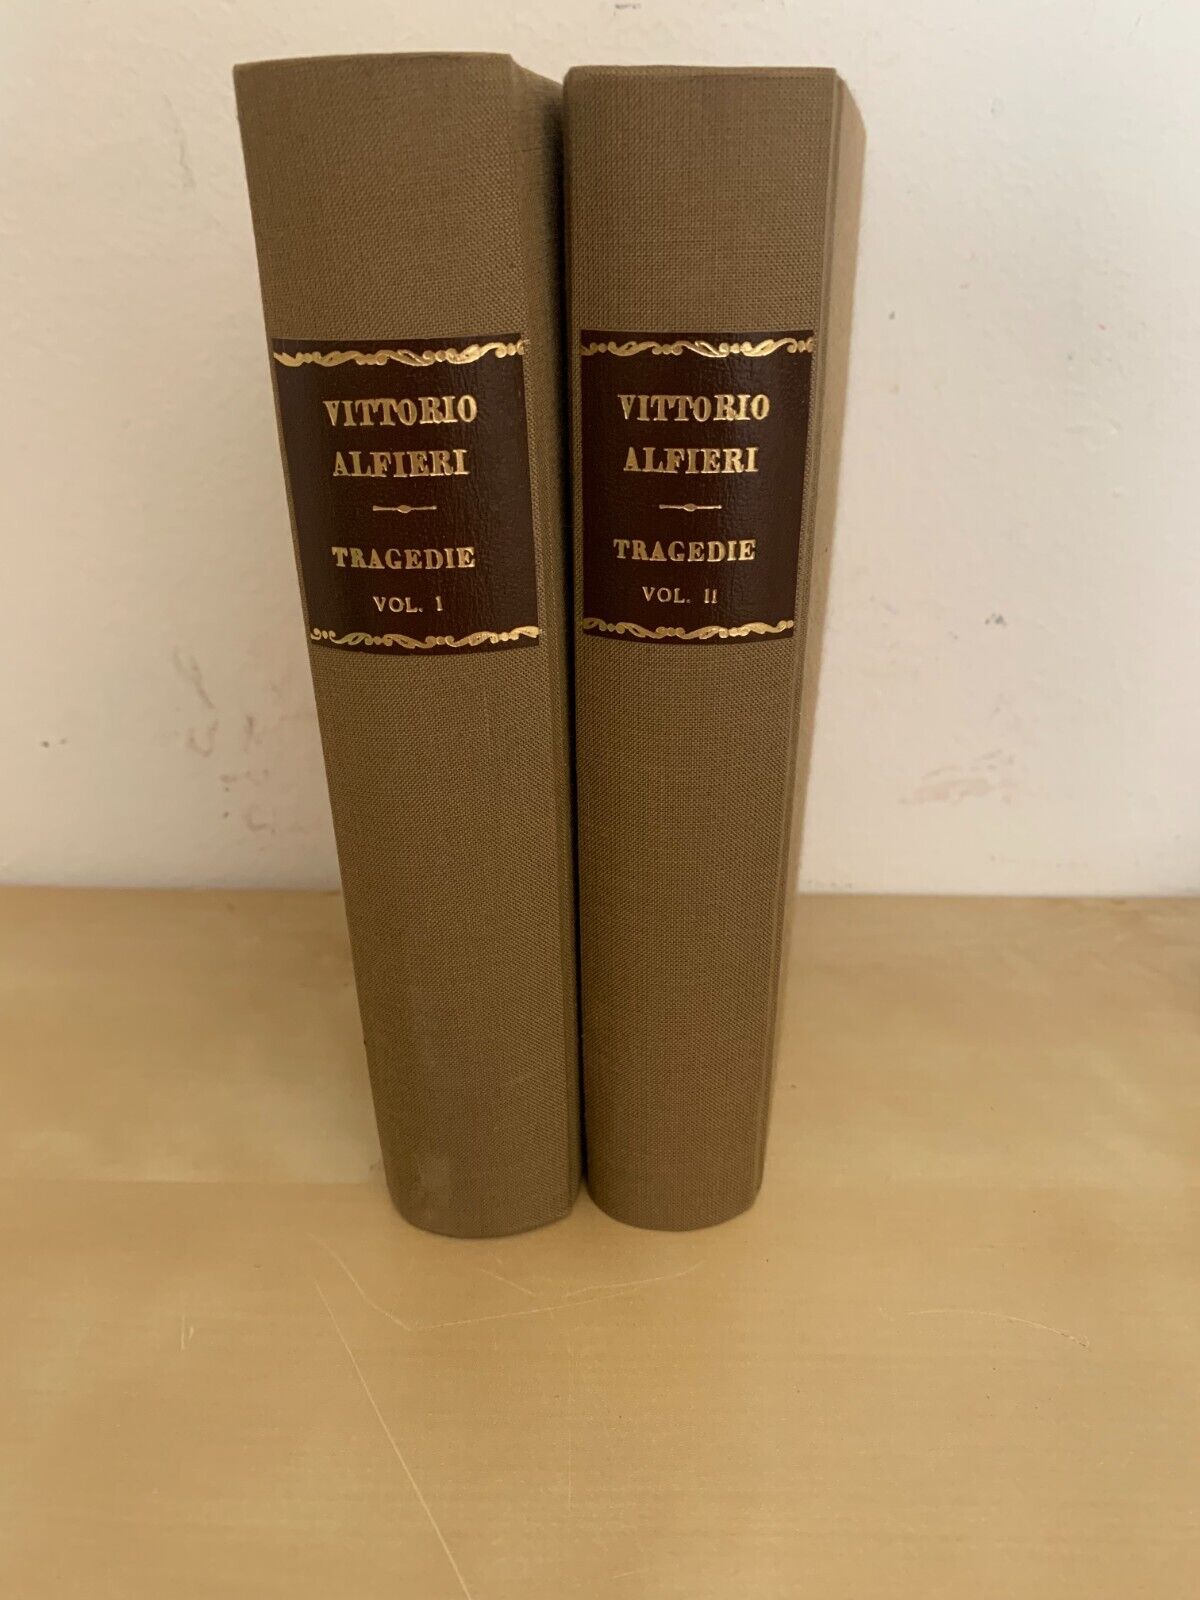 VITTORIO
ALFIERI
TRAGEDIE
VOL. I
VITTORIO
ALFIERI
TRAGEDIE
VOL. II